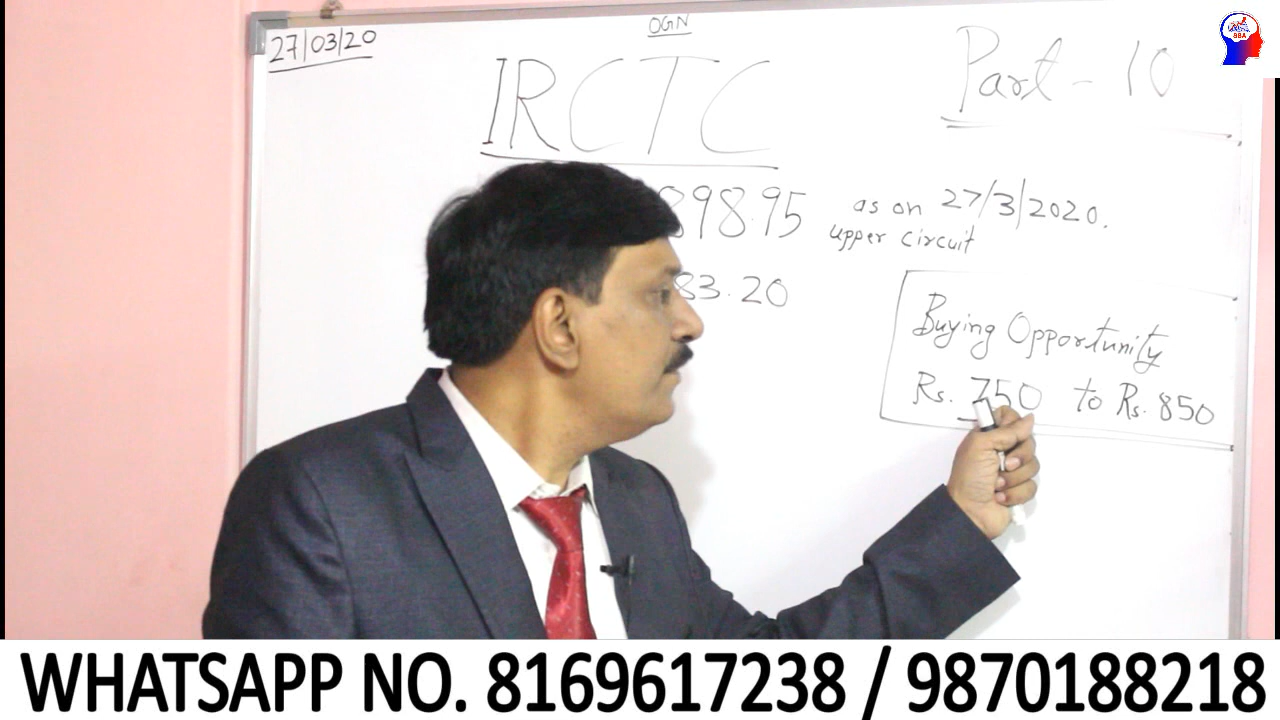 27/03/20
OGN
IRCTC
Part - 10
898.95 as on 27/3/2020.
upper circuit
83.20
Buying Opportunity
Rs. 750 to Rs. 850
SBA
WHATSAPP NO. 8169617238 / 9870188218